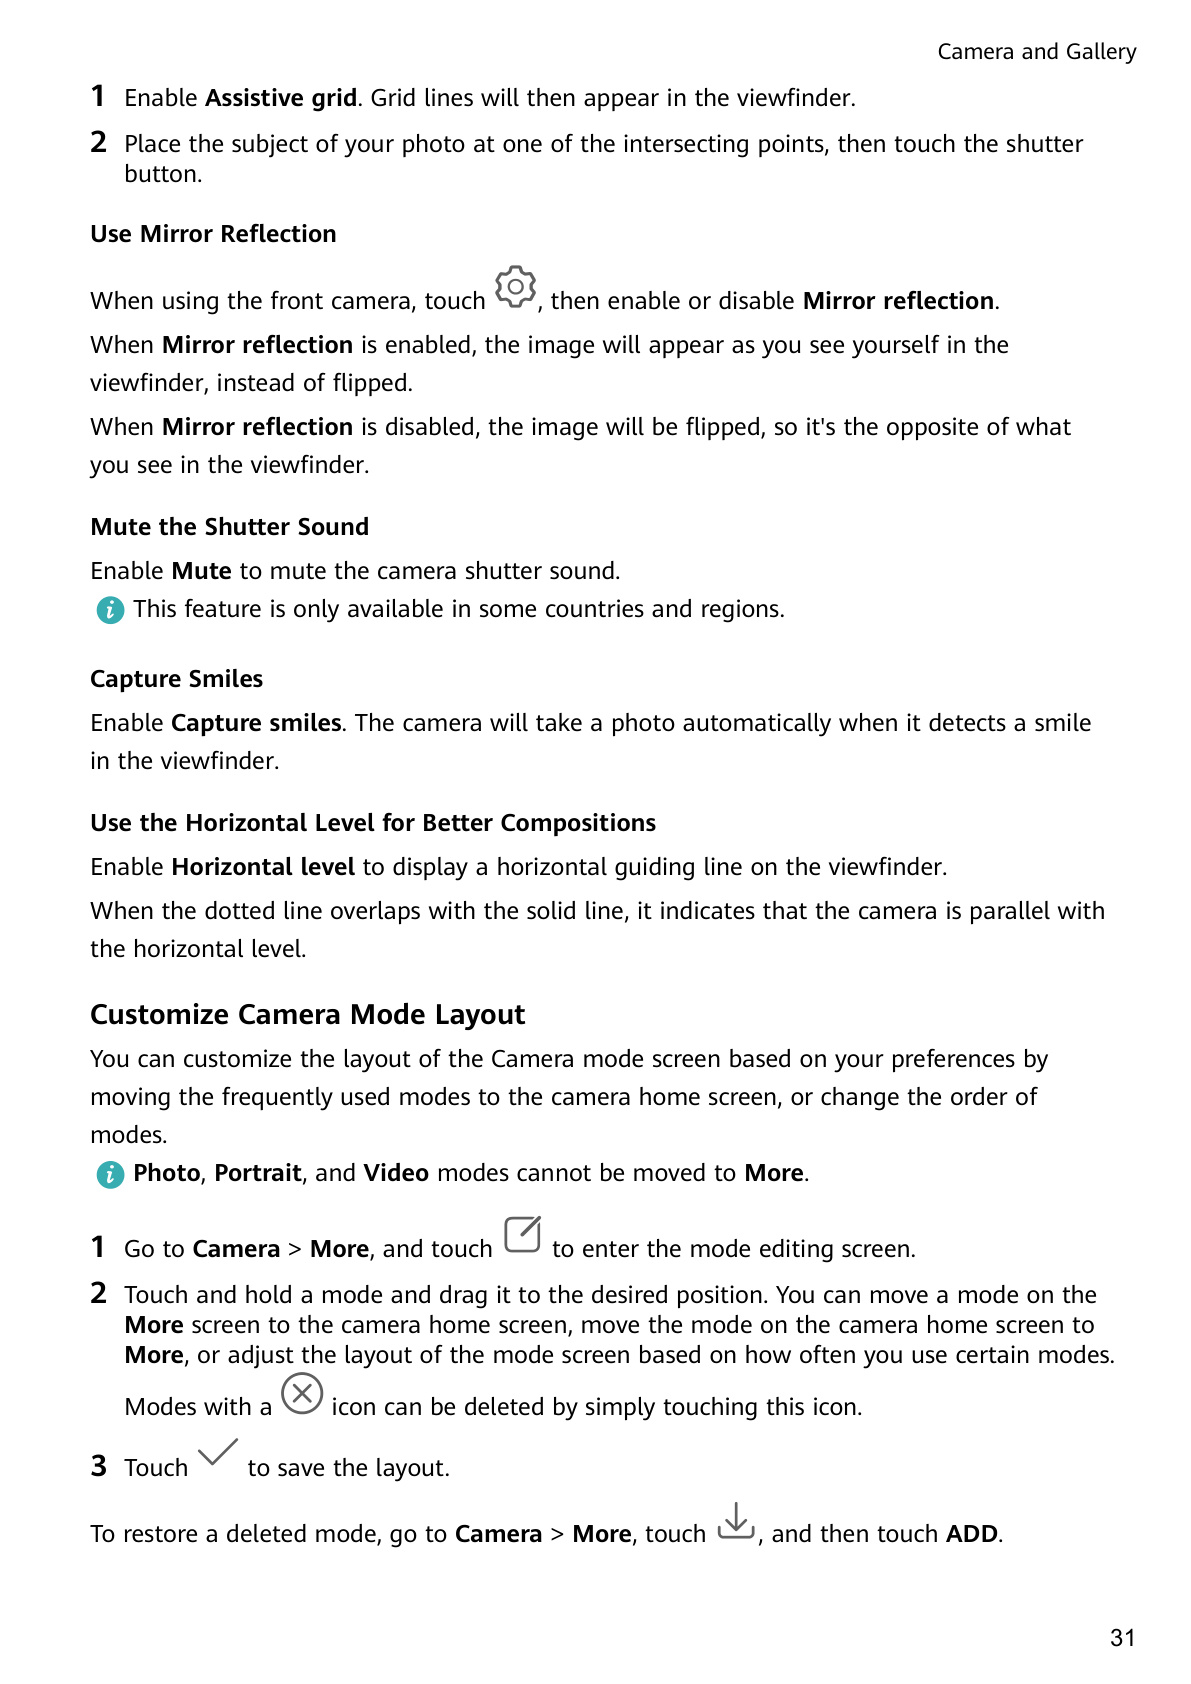 Camera and Gallery
1 Enable Assistive grid. Grid lines will then appear in the viewfinder.
2 Place the subject of your photo at one of the intersecting points, then touch the shutter
button.
Use Mirror Reflection
When using the front camera, touch , then enable or disable Mirror reflection.
When Mirror reflection is enabled, the image will appear as you see yourself in the
viewfinder, instead of flipped.
When Mirror reflection is disabled, the image will be flipped, so it's the opposite of what
you see in the viewfinder.
Mute the Shutter Sound
Enable Mute to mute the camera shutter sound.
This feature is only available in some countries and regions.
Capture Smiles
Enable Capture smiles. The camera will take a photo automatically when it detects a smile
in the viewfinder.
Use the Horizontal Level for Better Compositions
Enable Horizontal level to display a horizontal guiding line on the viewfinder.
When the dotted line overlaps with the solid line, it indicates that the camera is parallel with
the horizontal level.
Customize Camera Mode Layout
You can customize the layout of the Camera mode screen based on your preferences by
moving the frequently used modes to the camera home screen, or change the order of
modes.
Photo, Portrait, and Video modes cannot be moved to More.
1 Go to Camera > More, and touch to enter the mode editing screen.
2 Touch and hold a mode and drag it to the desired position. You can move a mode on the
More screen to the camera home screen, move the mode on the camera home screen to
More, or adjust the layout of the mode screen based on how often you use certain modes.
Modes with a icon can be deleted by simply touching this icon.
3 Touch to save the layout.
To restore a deleted mode, go to Camera > More, touch , and then touch ADD.
31